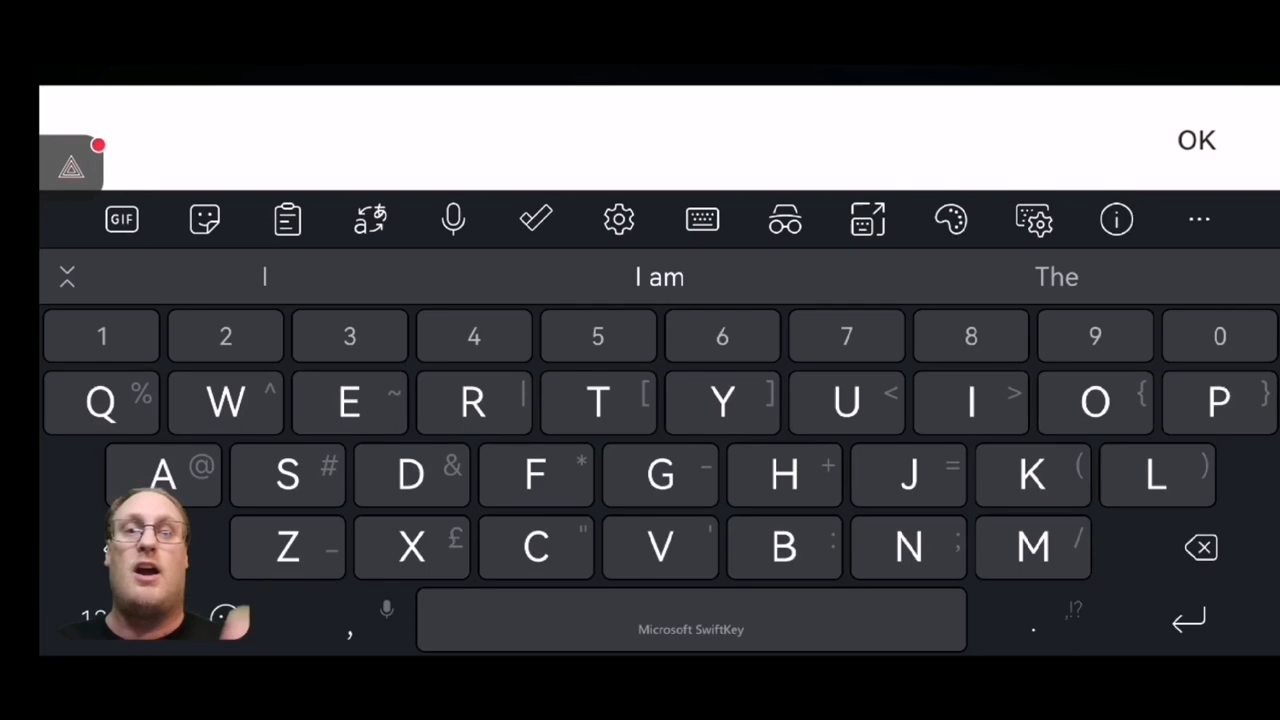 OK
GIF
I I am The
1 2 3 4 5 6 7 8 9 0
Q % W ^ E ~ R | T [ Y ] U < I > O { P }
A @ S # D & F * G - H + J = K ( L )
Z _ X £ C " V ' B : N ; M /
, Microsoft SwiftKey . ,!?